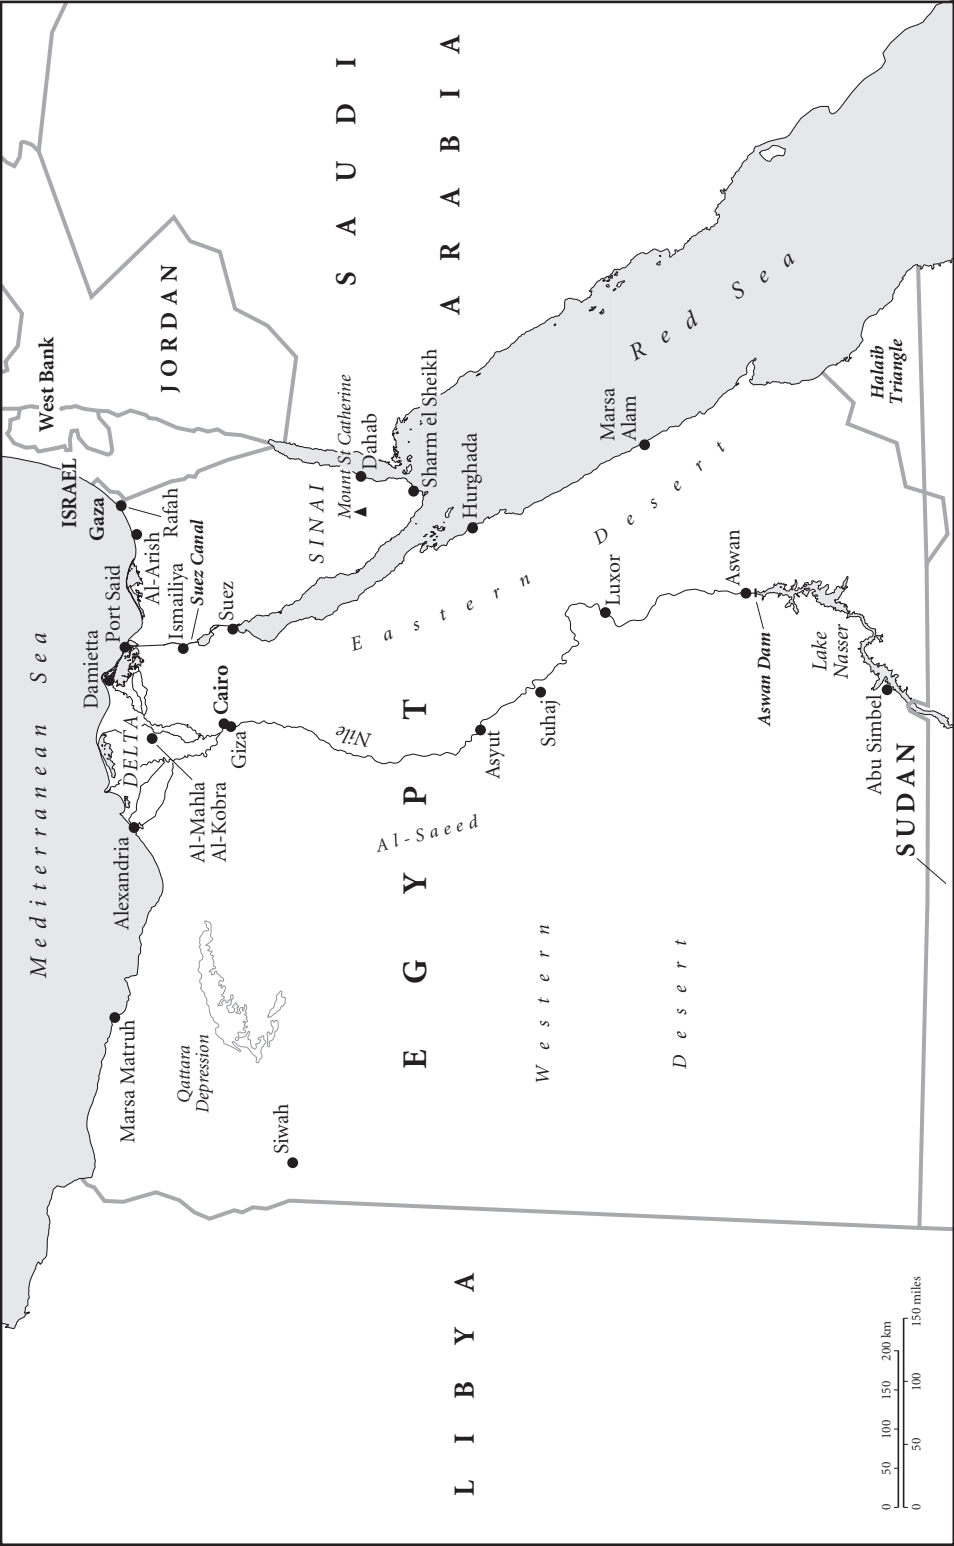 Mediterranean Sea
ISRAEL
West Bank
Gaza
JORDAN
Damietta
Port Said
Rafah
Al-Arish
Ismailiya
Suez Canal
DELTA
Alexandria
Marsa Matruh
Al-Mahla
Al-Kobra
Cairo
Giza
Suez
Qattara
Depression
Siwah
SINAI
Mount St Catherine
Dahab
Sharm el Sheikh
SAUDI
ARABIA
Nile
Eastern Desert
Hurghada
EGYPT
LIBYA
Al-Saeed
Asyut
Suhaj
Western
Desert
Luxor
Marsa
Alam
Red Sea
Aswan
Aswan Dam
Lake
Nasser
Abu Simbel
Halaib
Triangle
SUDAN
0 50 100 150 200 km
0 50 100 150 miles